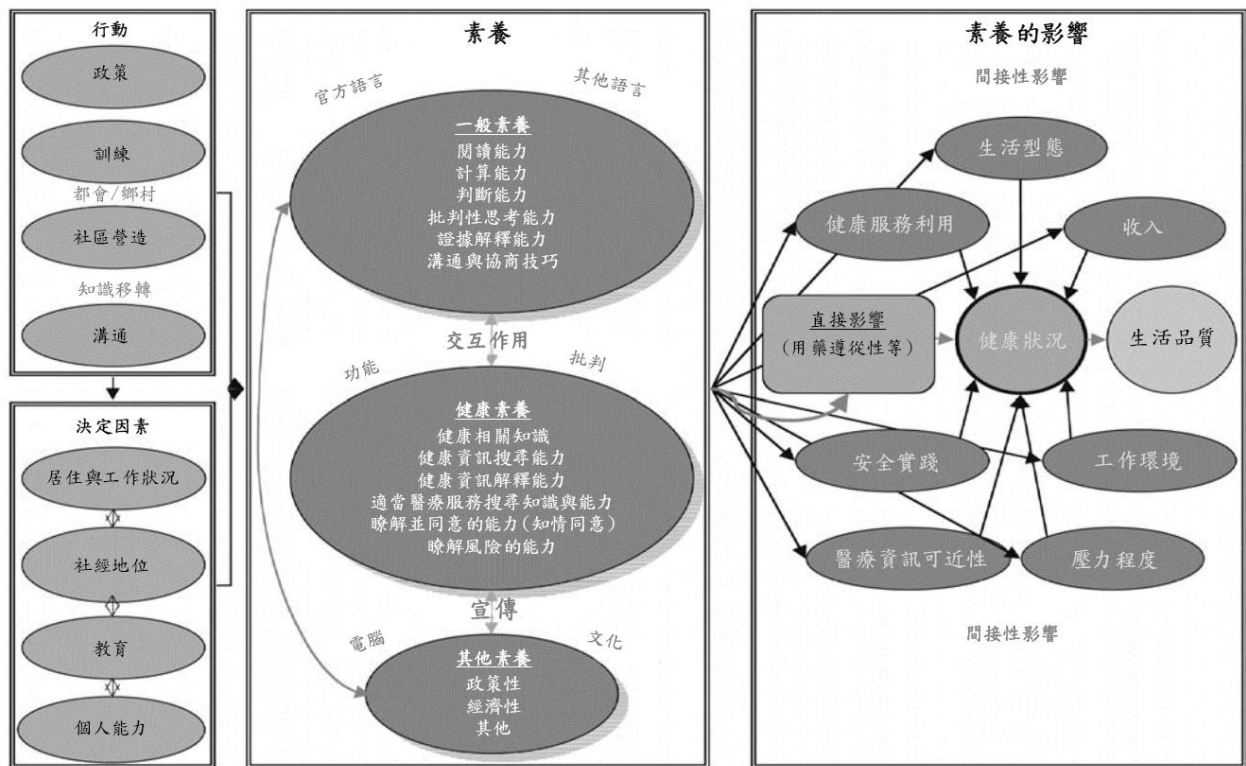 行動
政策
訓練
都會/鄉村
社區營造
知識移轉
溝通
決定因素
居住與工作狀況
社經地位
教育
個人能力
素養
官方語言
其他語言
一般素養
閱讀能力
計算能力
判斷能力
批判性思考能力
證據解釋能力
溝通與協商技巧
交互作用
功能
批判
健康素養
健康相關知識
健康資訊搜尋能力
健康資訊解釋能力
適當醫療服務搜尋知識與能力
瞭解並同意的能力(知情同意)
瞭解風險的能力
宣傳
電腦
文化
其他素養
政策性
經濟性
其他
素養的影響
間接性影響
生活型態
健康服務利用
收入
直接影響
(用藥遵從性等)
健康狀況
生活品質
安全實踐
工作環境
醫療資訊可近性
壓力程度
間接性影響